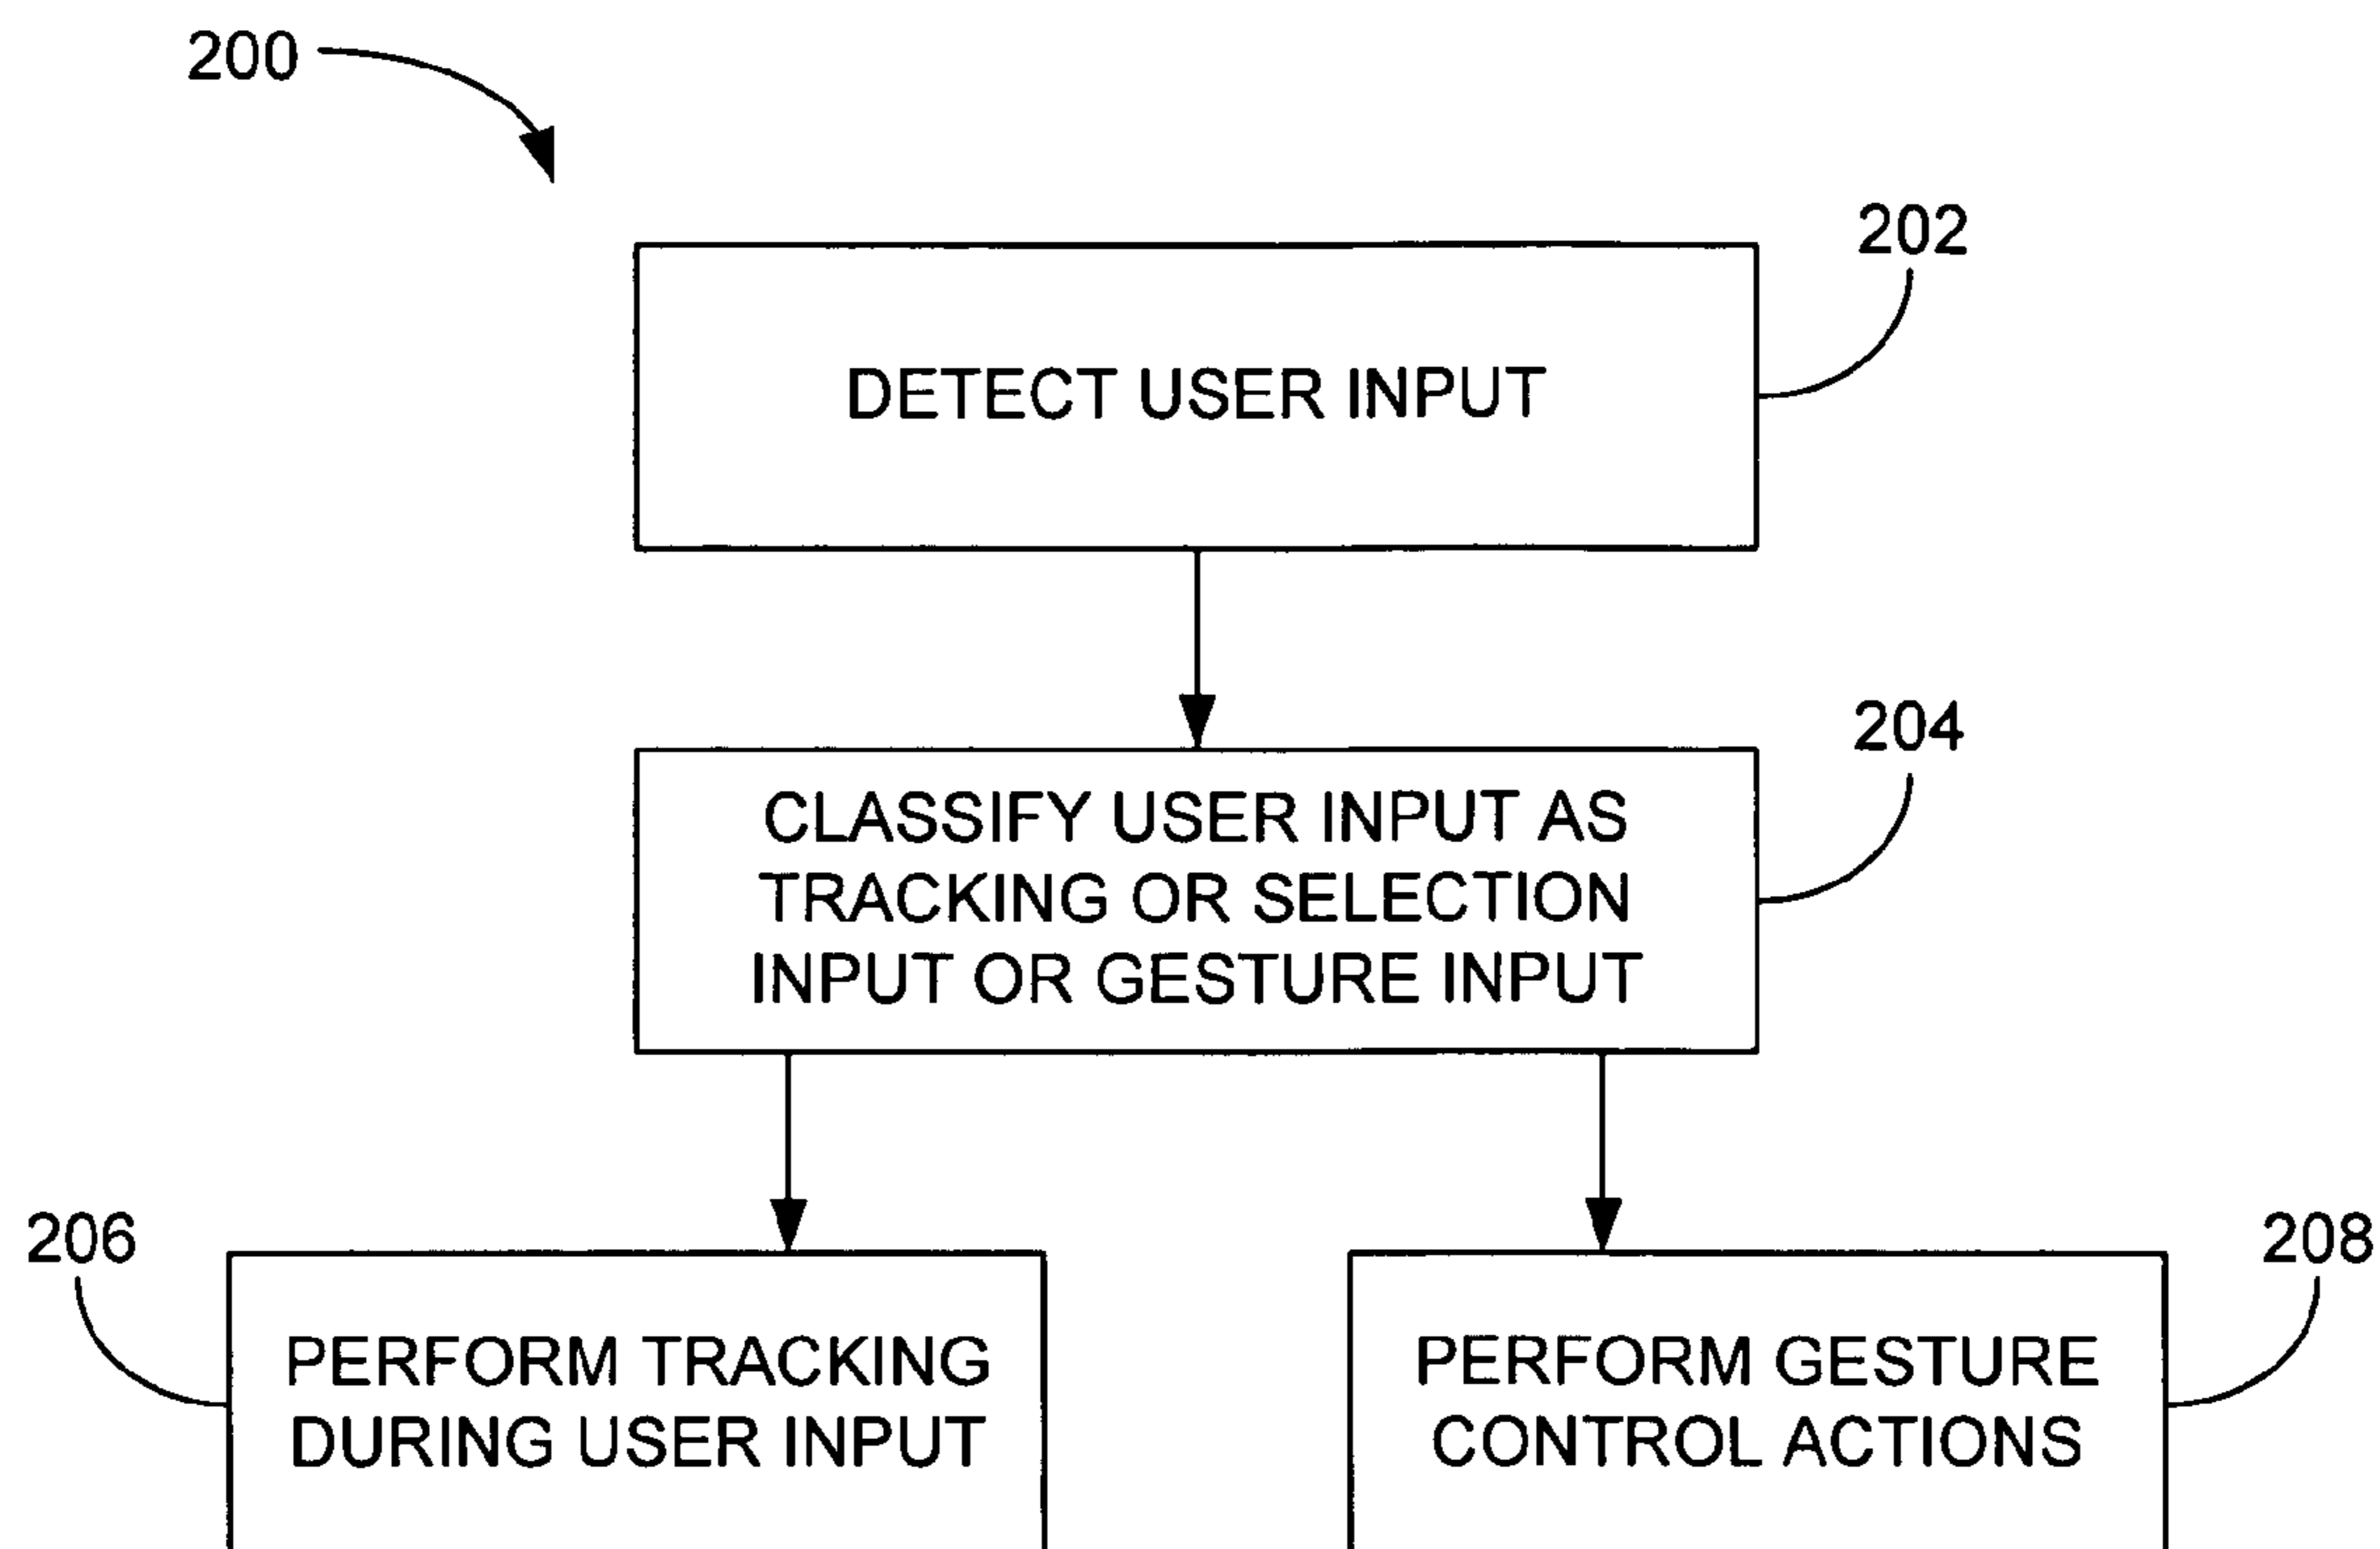 200
202
DETECT USER INPUT
204
CLASSIFY USER INPUT AS
TRACKING OR SELECTION
INPUT OR GESTURE INPUT
206
PERFORM TRACKING
DURING USER INPUT
208
PERFORM GESTURE
CONTROL ACTIONS